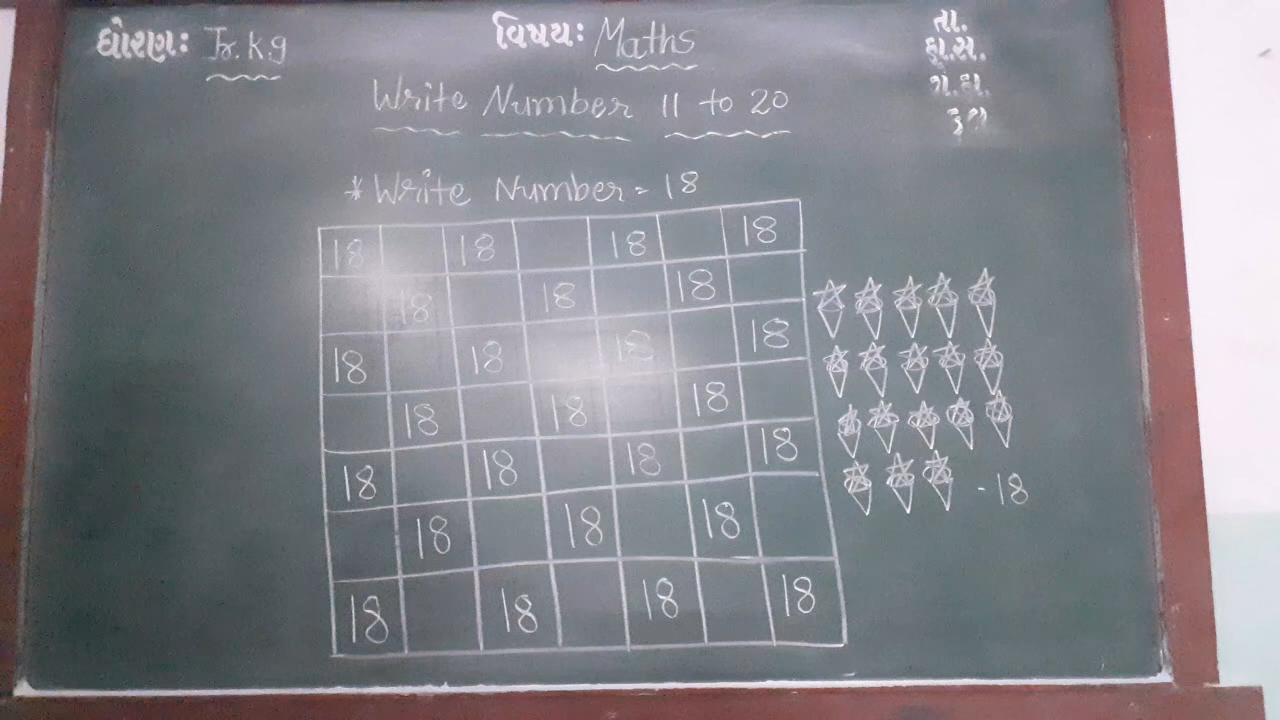 ધોરણ: Jr. K.g
વિષય: Maths
તા.
કુ.સ.
ગ.હા.
કુલ
Write Number 11 to 20
* Write Number = 18
18 18 18 18
18 18 18
18 18 18 18
18 18 18
18 18 18 18
18 18 18
18 18 18 18
- 18